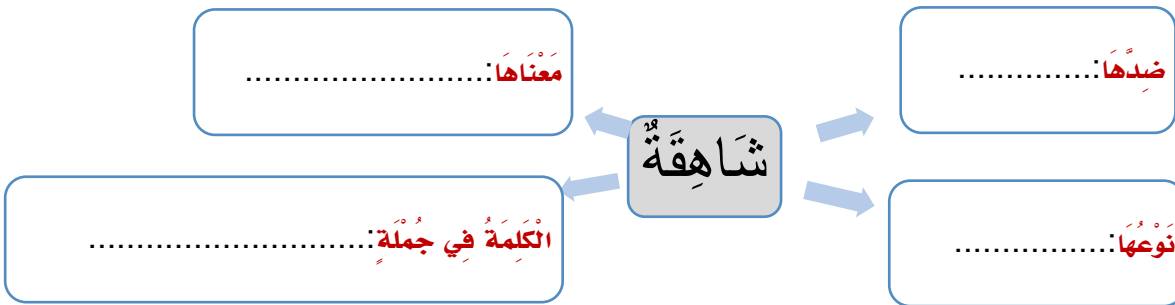 ضِدَّهَا:..............
مَعْنَاهَا:.........................
شَاهِقَةٌ
نَوْعُهَا:................
الْكَلِمَةُ فِي جُمْلَةٍ:.............................